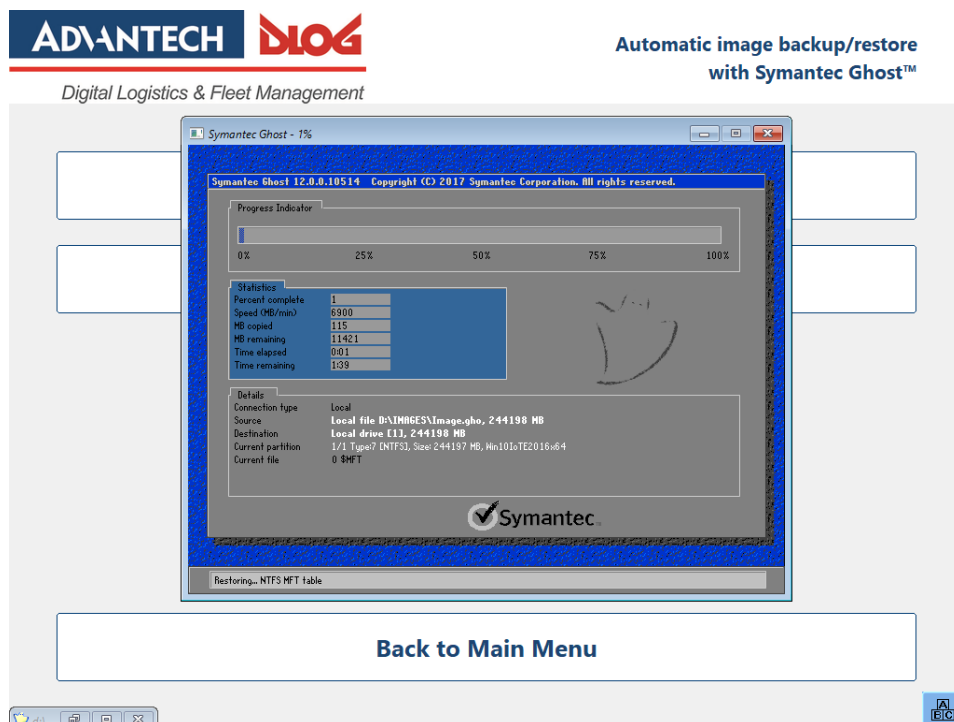 ADVANTECH DLOG
Automatic image backup/restore
with Symantec Ghost™
Digital Logistics & Fleet Management
Symantec Ghost - 1%
Symantec Ghost 12.0.0.10514 Copyright (C) 2017 Symantec Corporation. All rights reserved.
Progress Indicator
0% 25% 50% 75% 100%
Statistics
Percent complete 1
Speed (MB/min) 6900
MB copied 115
MB remaining 11421
Time elapsed 0:01
Time remaining 1:39
Details
Connection type Local
Source Local file D:\IMAGES\Image.gho, 244198 MB
Destination Local drive [1], 244198 MB
Current partition 1/1 Type:7 [NTFS], Size: 244197 MB, Win10IoTE2016x64
Current file 0 $MFT
Symantec™
Restoring... NTFS MFT table
Back to Main Menu
A
BC